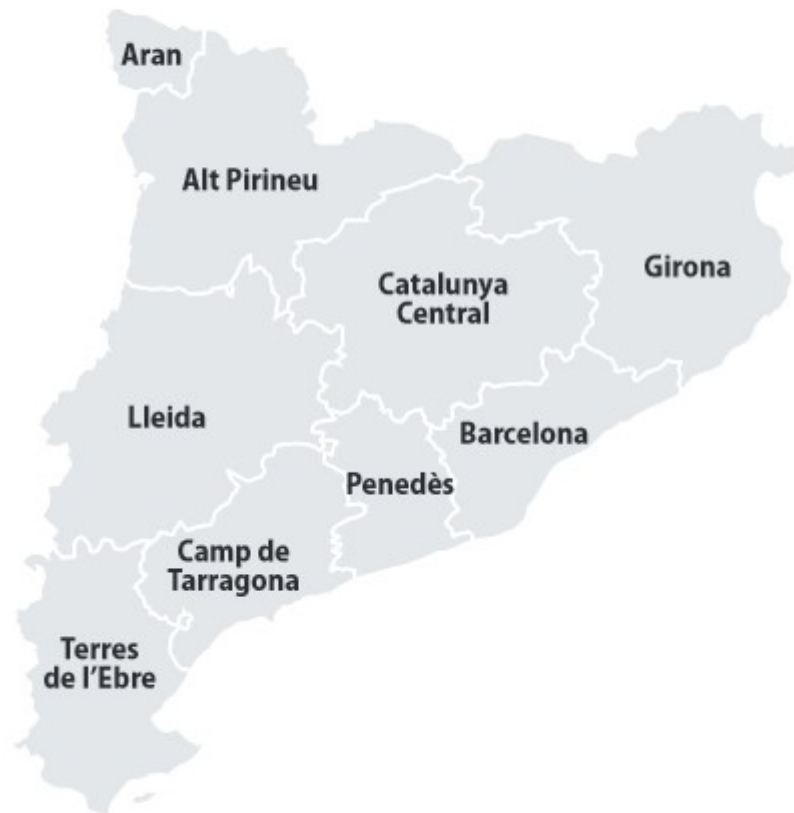 Aran
Alt Pirineu
Girona
Catalunya
Central
Lleida
Barcelona
Penedès
Camp de
Tarragona
Terres
de l’Ebre